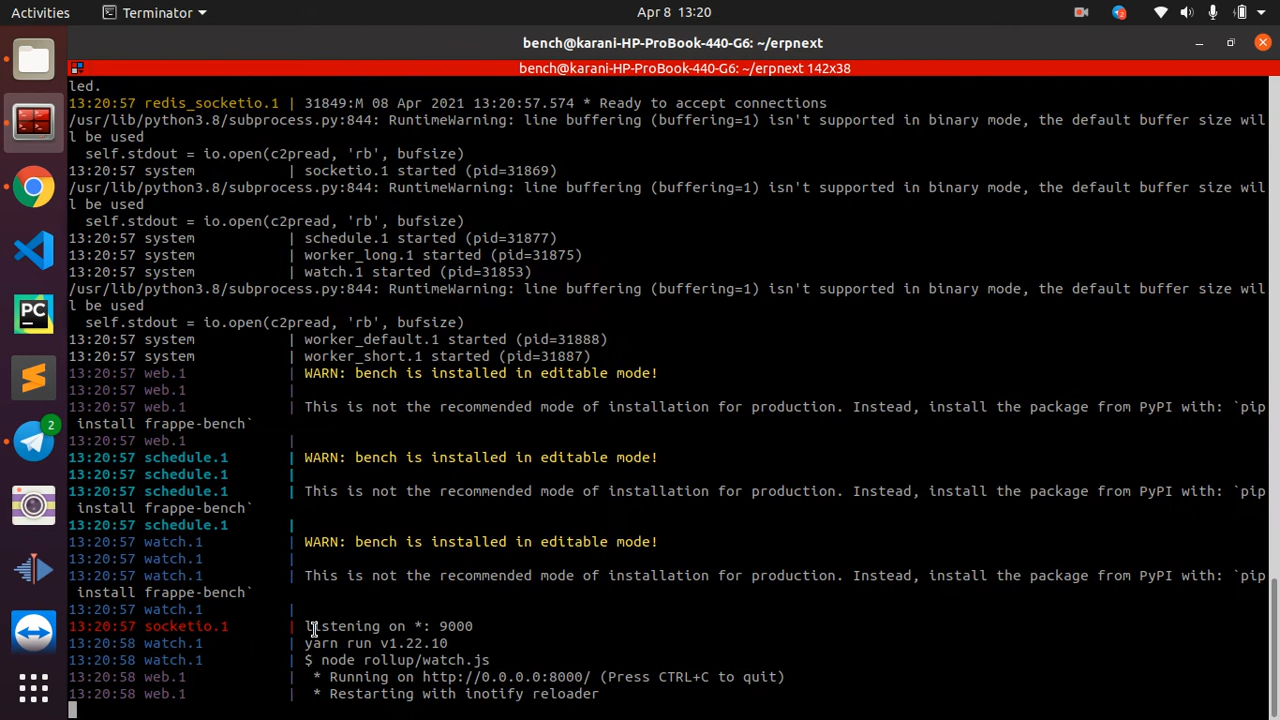 Activities Terminator Apr 8 13:20 2
bench@karani-HP-ProBook-440-G6: ~/erpnext
bench@karani-HP-ProBook-440-G6: ~/erpnext 142x38
led.
13:20:57 redis_socketio.1 | 31849:M 08 Apr 2021 13:20:57.574 * Ready to accept connections
/usr/lib/python3.8/subprocess.py:844: RuntimeWarning: line buffering (buffering=1) isn't supported in binary mode, the default buffer size wil
l be used
  self.stdout = io.open(c2pread, 'rb', bufsize)
13:20:57 system           | socketio.1 started (pid=31869)
/usr/lib/python3.8/subprocess.py:844: RuntimeWarning: line buffering (buffering=1) isn't supported in binary mode, the default buffer size wil
l be used
  self.stdout = io.open(c2pread, 'rb', bufsize)
13:20:57 system           | schedule.1 started (pid=31877)
13:20:57 system           | worker_long.1 started (pid=31875)
13:20:57 system           | watch.1 started (pid=31853)
/usr/lib/python3.8/subprocess.py:844: RuntimeWarning: line buffering (buffering=1) isn't supported in binary mode, the default buffer size wil
l be used
  self.stdout = io.open(c2pread, 'rb', bufsize)
13:20:57 system           | worker_default.1 started (pid=31888)
13:20:57 system           | worker_short.1 started (pid=31887)
13:20:57 web.1            | WARN: bench is installed in editable mode!
13:20:57 web.1            |
13:20:57 web.1            | This is not the recommended mode of installation for production. Instead, install the package from PyPI with: `pip
 install frappe-bench`
13:20:57 web.1            |
13:20:57 schedule.1       | WARN: bench is installed in editable mode!
13:20:57 schedule.1       |
13:20:57 schedule.1       | This is not the recommended mode of installation for production. Instead, install the package from PyPI with: `pip
 install frappe-bench`
13:20:57 schedule.1       |
13:20:57 watch.1          | WARN: bench is installed in editable mode!
13:20:57 watch.1          |
13:20:57 watch.1          | This is not the recommended mode of installation for production. Instead, install the package from PyPI with: `pip
 install frappe-bench`
13:20:57 watch.1          |
13:20:57 socketio.1       | listening on *: 9000
13:20:58 watch.1          | yarn run v1.22.10
13:20:58 watch.1          | $ node rollup/watch.js
13:20:58 web.1            |  * Running on http://0.0.0.0:8000/ (Press CTRL+C to quit)
13:20:58 web.1            |  * Restarting with inotify reloader
PC
2